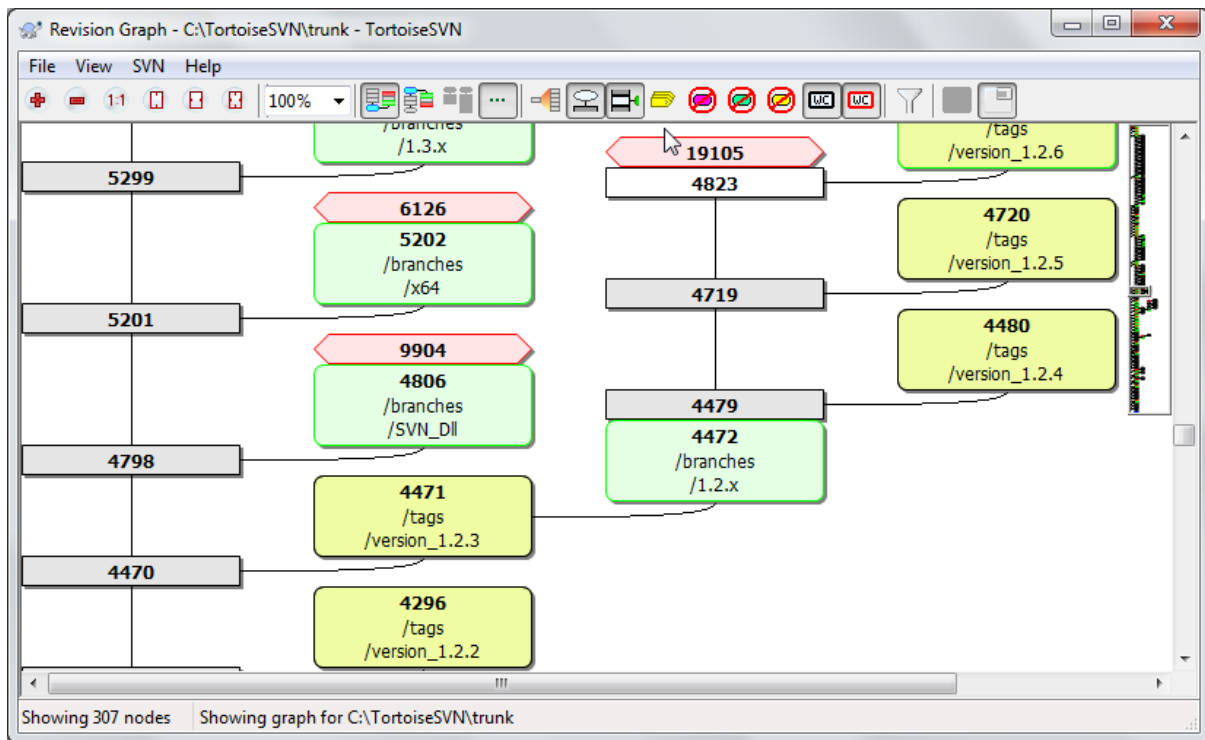 Revision Graph - C:\TortoiseSVN\trunk - TortoiseSVN
File View SVN Help
1:1 100% ... WC WC
/branches
/1.3.x
5299
6126
5202
/branches
/x64
5201
9904
4806
/branches
/SVN_Dll
4798
4471
/tags
/version_1.2.3
4470
4296
/tags
/version_1.2.2
19105
4823
4719
4479
4472
/branches
/1.2.x
/tags
/version_1.2.6
4720
/tags
/version_1.2.5
4480
/tags
/version_1.2.4
Showing 307 nodes Showing graph for C:\TortoiseSVN\trunk